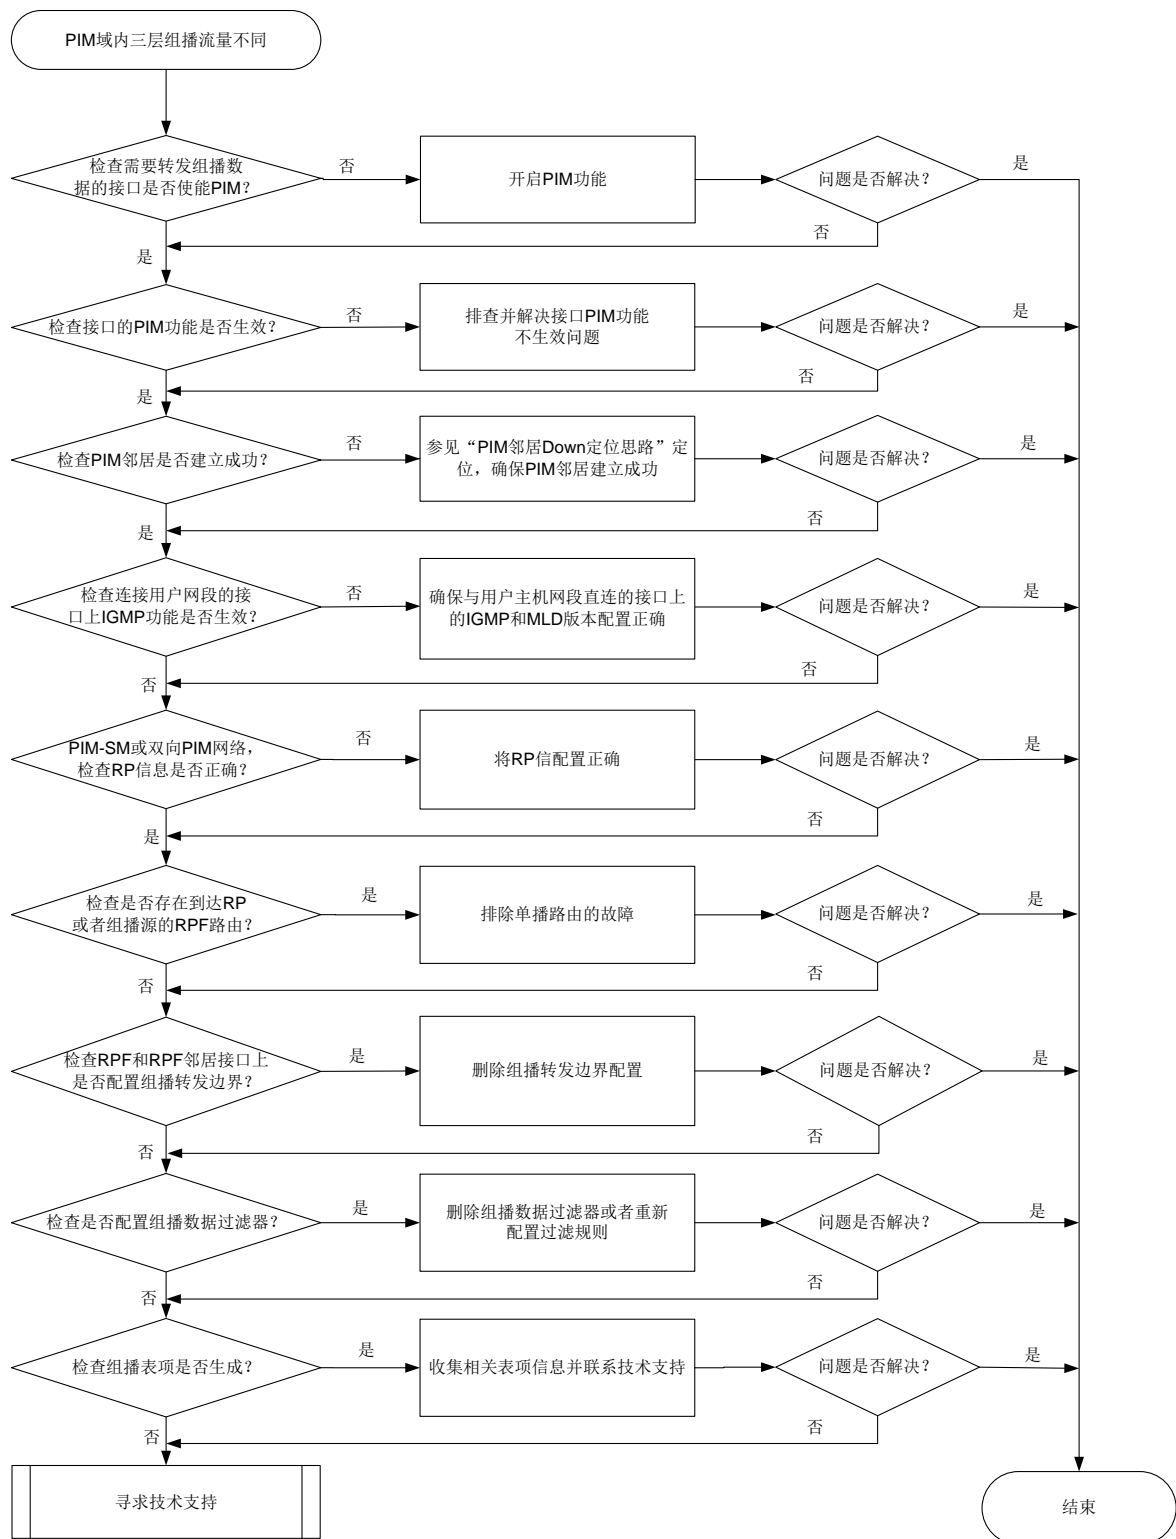 PIM域内三层组播流量不同
检查需要转发组播数
据的接口是否使能PIM？
否
开启PIM功能
问题是否解决？
是
否
是
检查接口的PIM功能是否生效？
否
排查并解决接口PIM功能
不生效问题
问题是否解决？
是
否
是
检查PIM邻居是否建立成功？
否
参见“PIM邻居Down定位思路”定
位，确保PIM邻居建立成功
问题是否解决？
是
否
是
检查连接用户网段的接
口上IGMP功能是否生效？
否
确保与用户主机网段直连的接口上
的IGMP和MLD版本配置正确
问题是否解决？
是
否
否
PIM-SM或双向PIM网络，
检查RP信息是否正确？
否
将RP信配置正确
问题是否解决？
是
否
是
检查是否存在到达RP
或者组播源的RPF路由？
是
排除单播路由的故障
问题是否解决？
是
否
否
检查RPF和RPF邻居接口上
是否配置组播转发边界？
是
删除组播转发边界配置
问题是否解决？
是
否
否
检查是否配置组播数据过滤器？
是
删除组播数据过滤器或者重新
配置过滤规则
问题是否解决？
是
否
否
检查组播表项是否生成？
是
收集相关表项信息并联系技术支持
问题是否解决？
是
否
否
寻求技术支持
结束